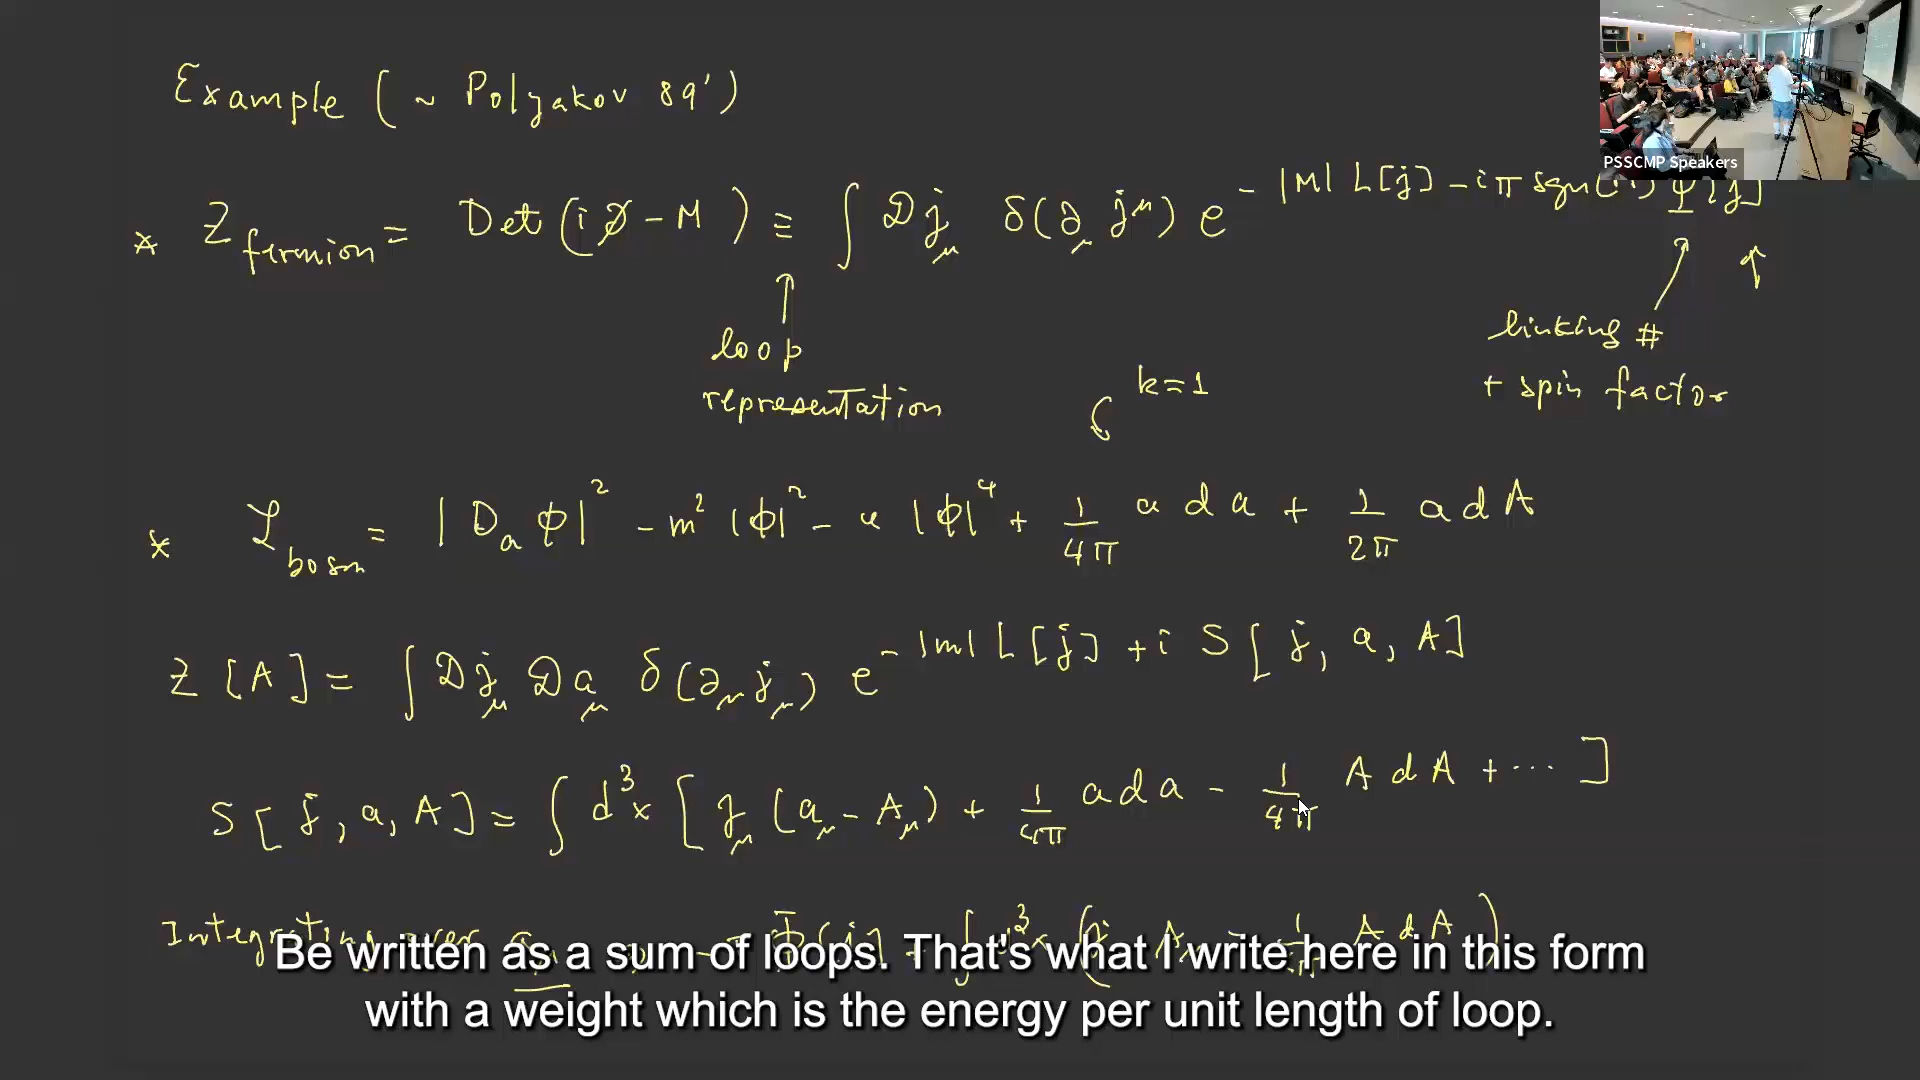 Example (~ Polyakov 89')
PSSCMP Speakers
* Z_fermion = Det (i∂̸ - M) ≡ ∫ Dj_μ δ(∂_μ j^μ) e^{- |M| L[j] - iπ sgn( ) Φ[j]}
↑ loop representation
linking #
+ spin factor
k=1
* ℒ_boson = |D_a φ|² - m² |φ|² - u |φ|⁴ + 1/4π a d a + 1/2π a d A
Z [A] = ∫ Dj_μ Da_μ δ(∂_μ j_μ) e^{- |m| L[j] + i S[j, a, A]}
S[j, a, A] = ∫ d³x [j_μ (a_μ - A_μ) + 1/4π a d a - 1/4π A d A + ...]
Integrating over a_μ
Be written as a sum of loops. That's what I write here in this form
with a weight which is the energy per unit length of loop.